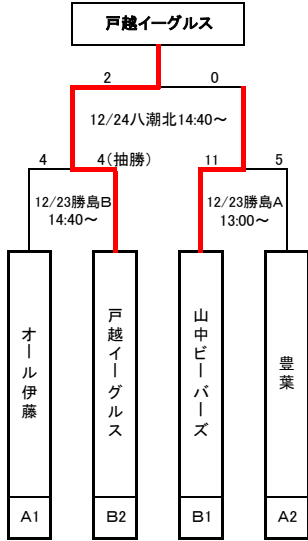 戸越イーグルス
2
0
12/24八潮北14:40～
4
4(抽勝)
11
5
12/23勝島B
14:40～
12/23勝島A
13:00～
オール伊藤
戸越イーグルス
山中ビーバーズ
豊葉
A1
B2
B1
A2